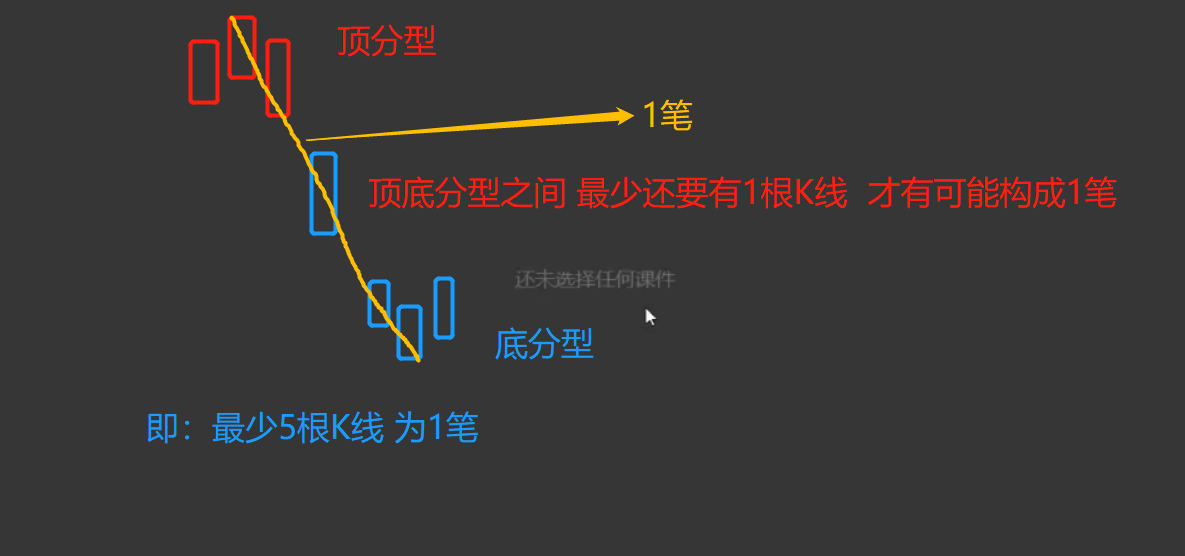 顶分型
1笔
顶底分型之间 最少还要有1根K线 才有可能构成1笔
还未选择任何课件
底分型
即：最少5根K线 为1笔